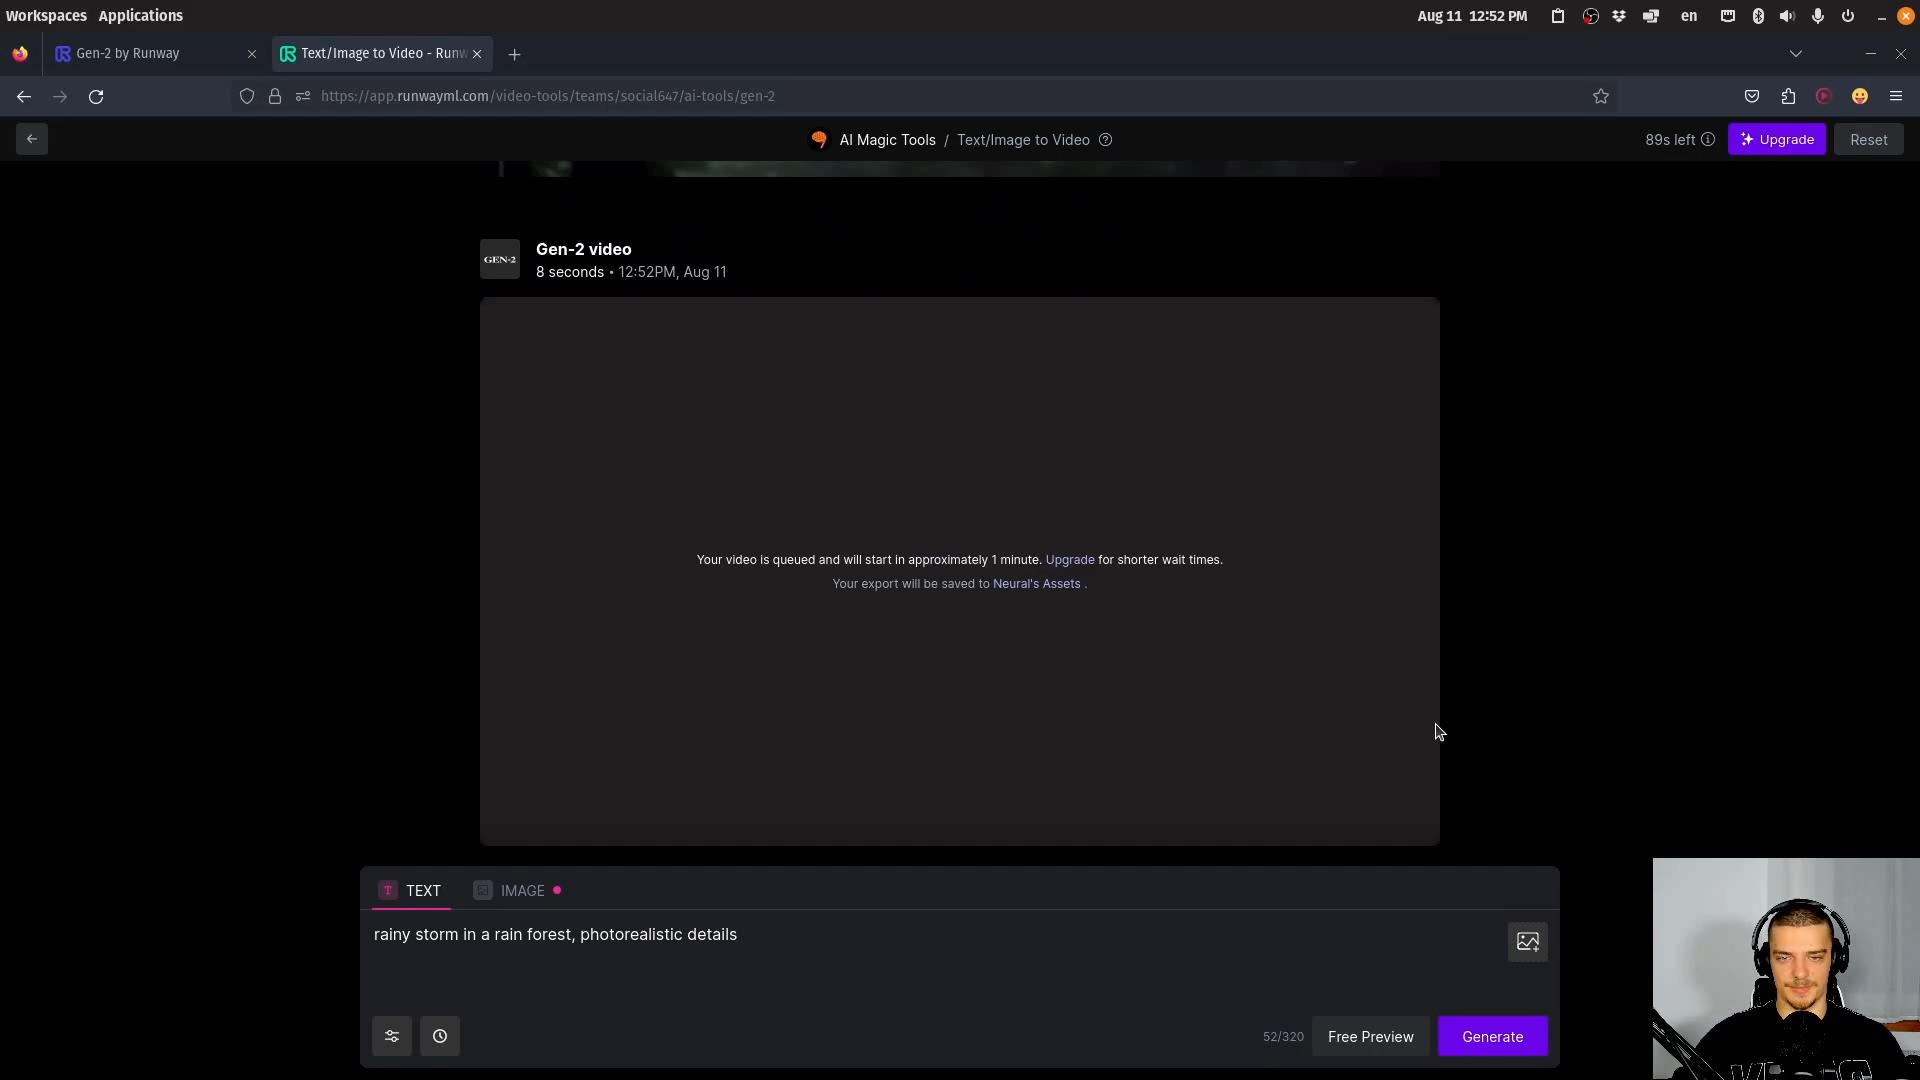 Workspaces Applications Aug 11 12:52 PM en
Gen-2 by Runway Text/Image to Video - Runw
https://app.runwayml.com/video-tools/teams/social647/ai-tools/gen-2
AI Magic Tools / Text/Image to Video 89s left Upgrade Reset
GEN-2
Gen-2 video
8 seconds • 12:52PM, Aug 11
Your video is queued and will start in approximately 1 minute. Upgrade for shorter wait times.
Your export will be saved to Neural's Assets .
T TEXT IMAGE
rainy storm in a rain forest, photorealistic details
52/320 Free Preview Generate